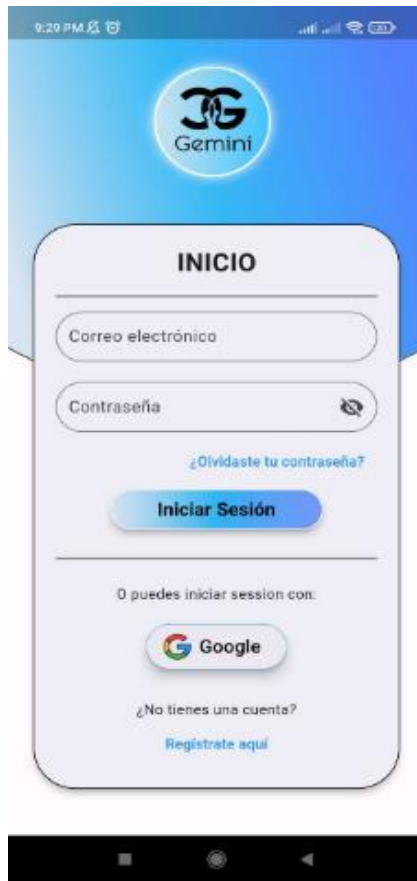 9:29 PM
Gemini
INICIO
Correo electrónico
Contraseña
¿Olvidaste tu contraseña?
Iniciar Sesión
O puedes iniciar session con:
Google
¿No tienes una cuenta?
Regístrate aquí